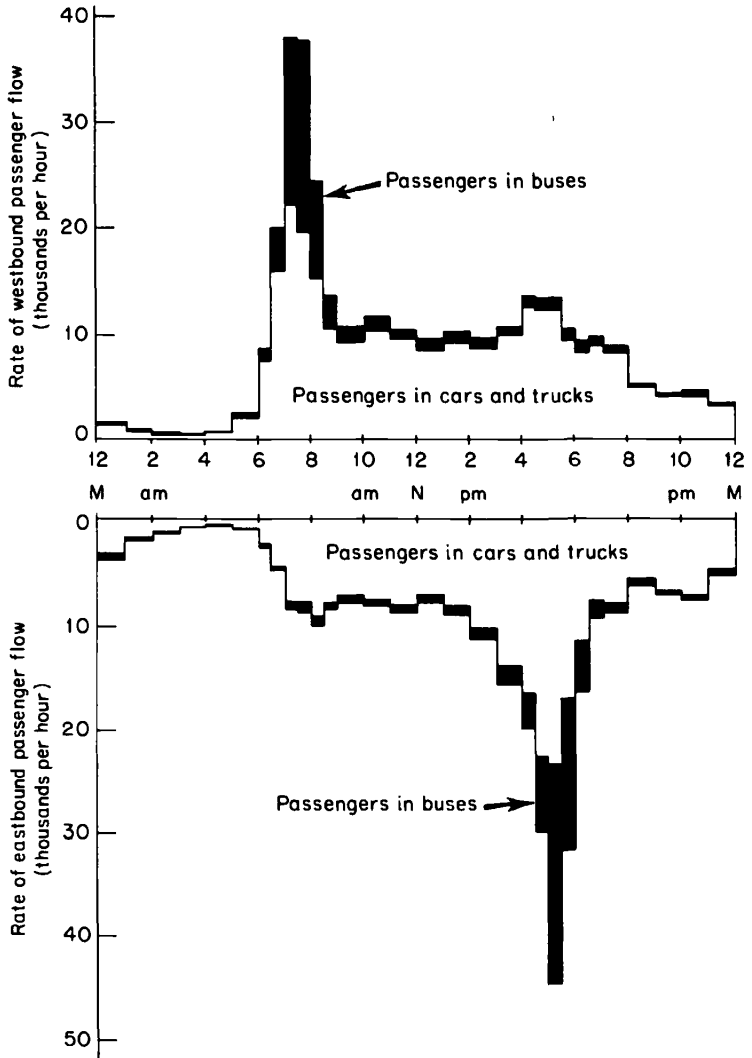 Rate of westbound passenger flow
(thousands per hour)
40
30
20
10
0
Passengers in buses
Passengers in cars and trucks
12 2 4 6 8 10 12 2 4 6 8 10 12
M am am N pm pm M
Rate of eastbound passenger flow
(thousands per hour)
0
10
20
30
40
50
Passengers in cars and trucks
Passengers in buses